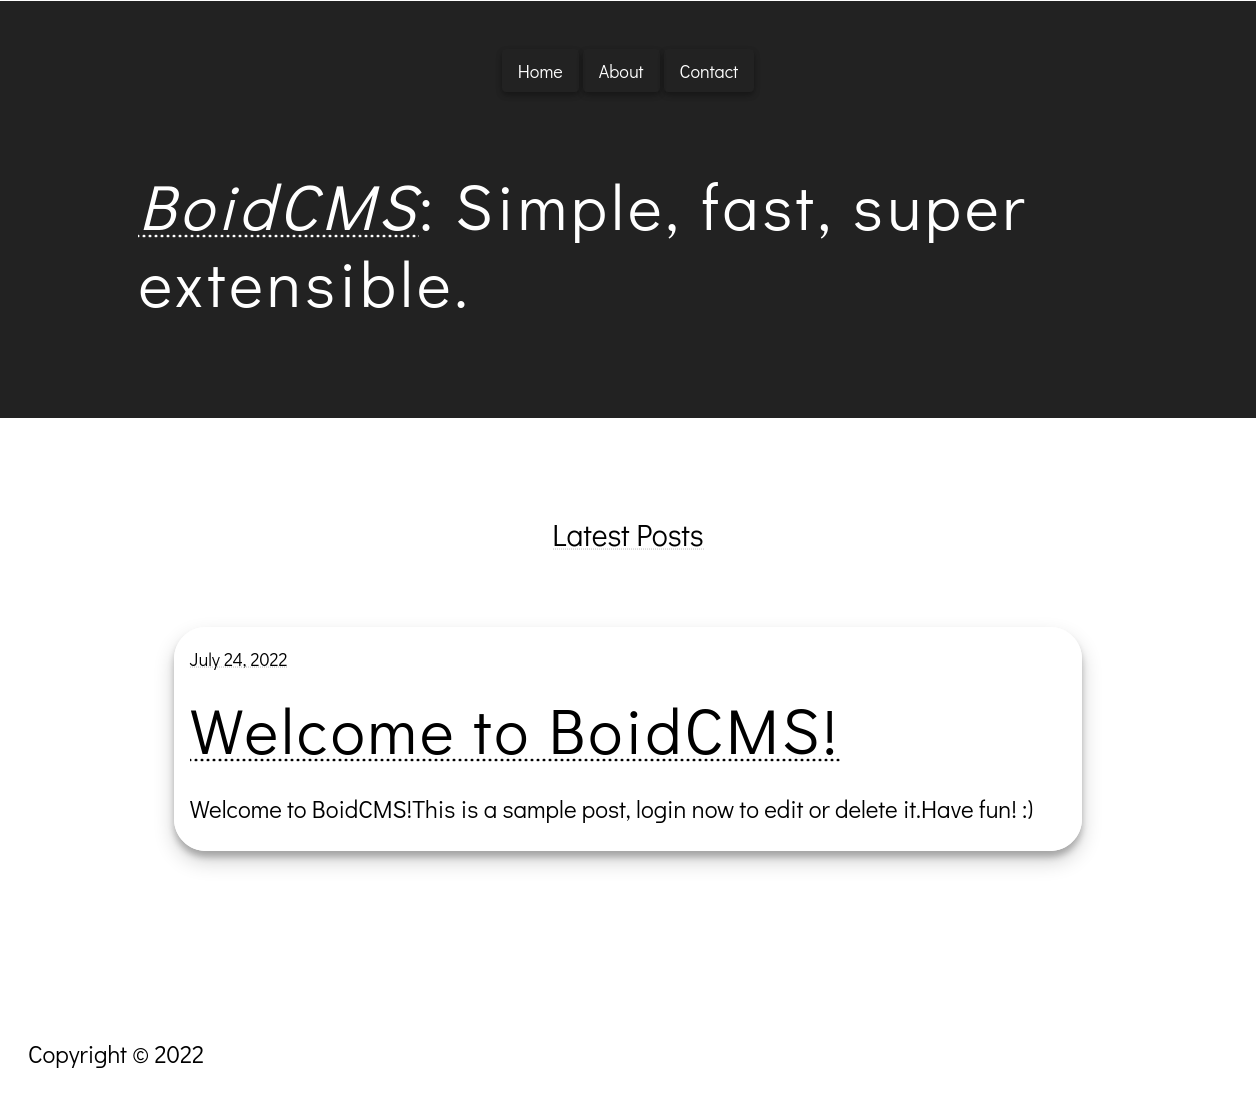 Home About Contact
BoidCMS: Simple, fast, super
extensible.
Latest Posts
July 24, 2022
Welcome to BoidCMS!
Welcome to BoidCMS!This is a sample post, login now to edit or delete it.Have fun! :)
Copyright © 2022